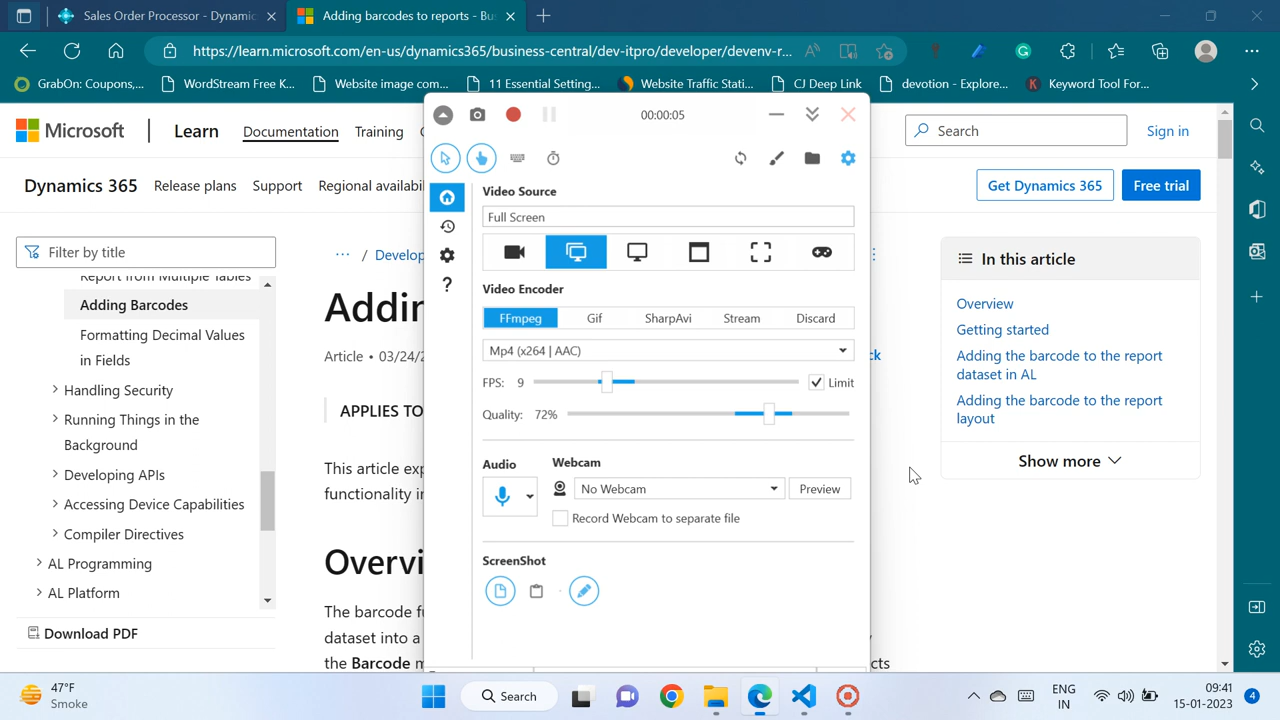 Sales Order Processor - Dynamic
Adding barcodes to reports - Bus
https://learn.microsoft.com/en-us/dynamics365/business-central/dev-itpro/developer/devenv-r...
GrabOn: Coupons,...
WordStream Free K...
Website image com...
11 Essential Setting...
Website Traffic Stati...
CJ Deep Link
devotion - Explore...
Keyword Tool For...
Microsoft
Learn
Documentation
Training
Search
Sign in
Dynamics 365
Release plans
Support
Regional availabi
Get Dynamics 365
Free trial
Filter by title
Report from Multiple Tables
Adding Barcodes
Formatting Decimal Values
in Fields
Handling Security
Running Things in the
Background
Developing APIs
Accessing Device Capabilities
Compiler Directives
AL Programming
AL Platform
Download PDF
... / Develop
Addin
Article • 03/24/2
ck
APPLIES TO
This article exp
functionality in
Overvi
The barcode fu
dataset into a
the Barcode m
cts
00:00:05
Video Source
Full Screen
Video Encoder
FFmpeg
Gif
SharpAvi
Stream
Discard
Mp4 (x264 | AAC)
FPS: 9
Limit
Quality: 72%
Audio
Webcam
No Webcam
Preview
Record Webcam to separate file
ScreenShot
In this article
Overview
Getting started
Adding the barcode to the report
dataset in AL
Adding the barcode to the report
layout
Show more
47°F
Smoke
Search
ENG
IN
09:41
15-01-2023
4